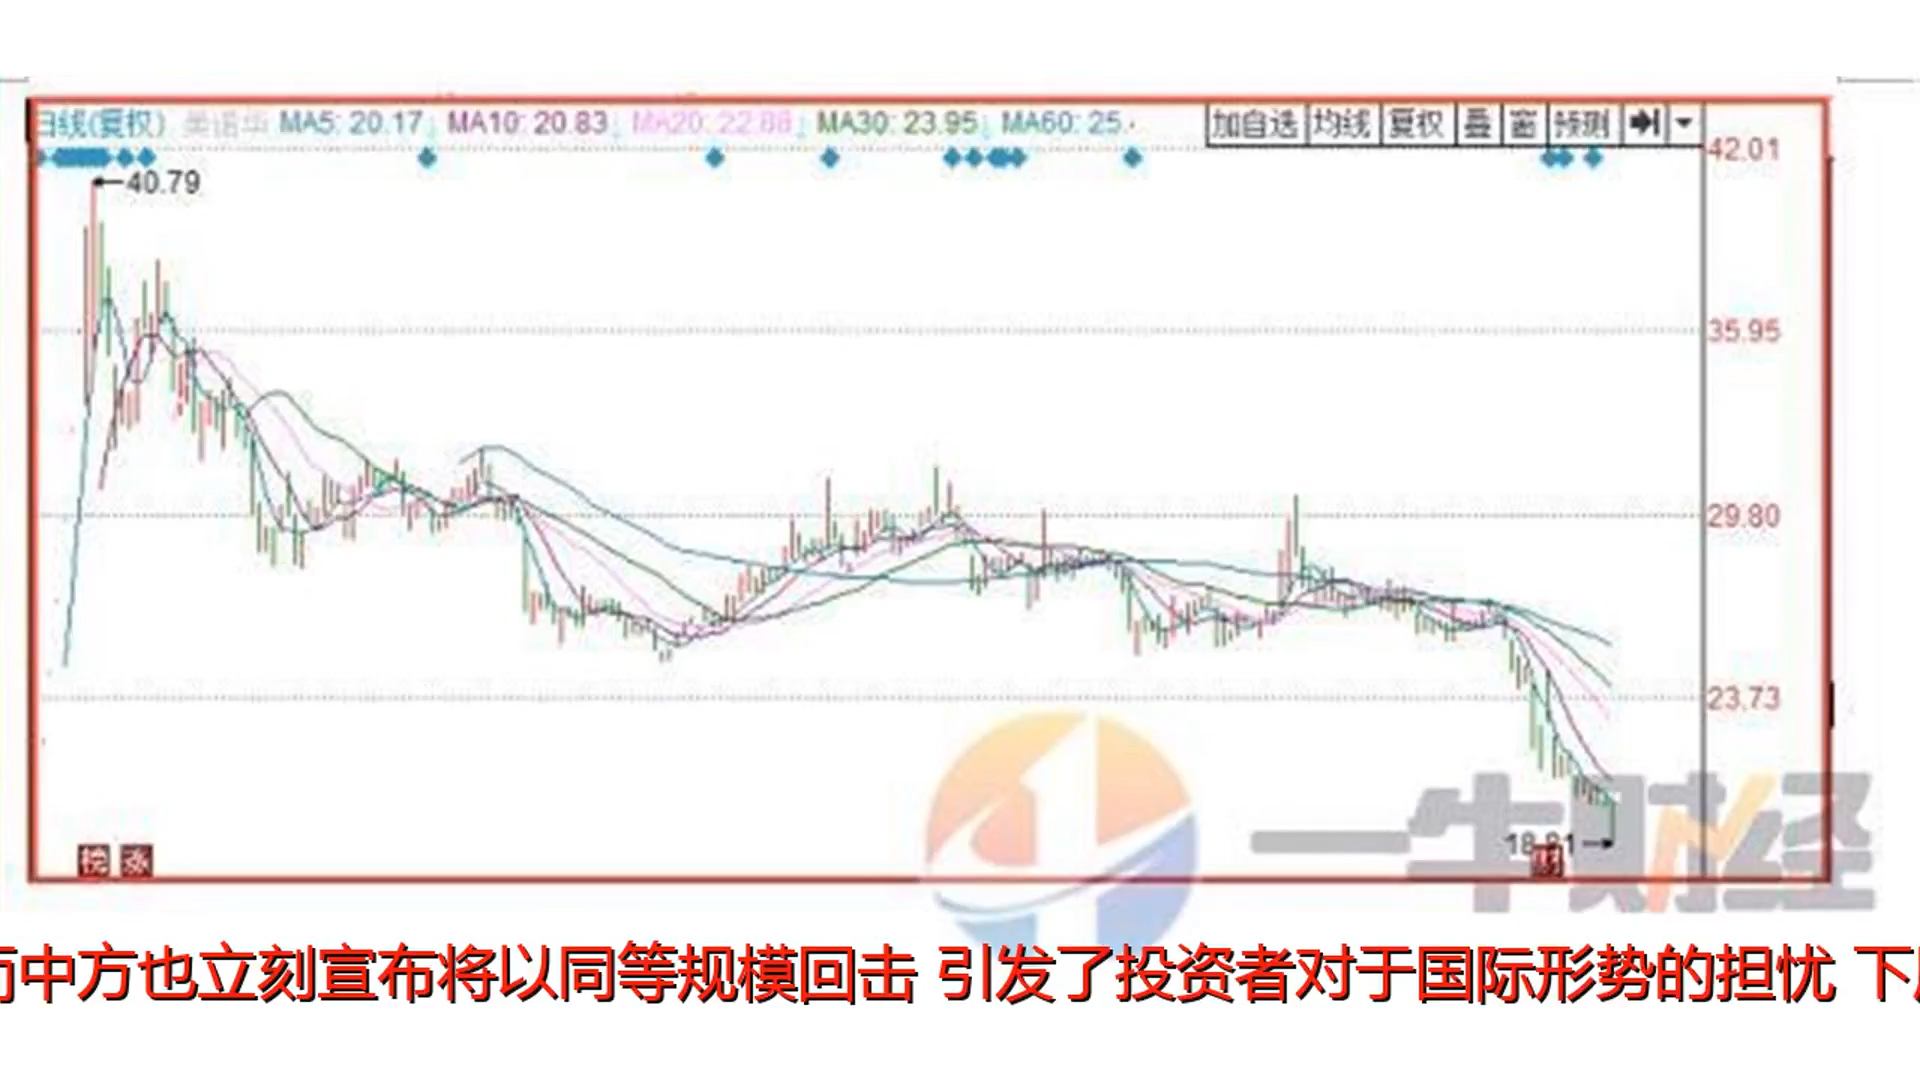 日线(复权) MA5: 20.17 MA10: 20.83 MA20: 22.88 MA30: 23.95 MA60: 25. 加自选 均线 复权 叠 窗 预测
42.01
40.79
35.95
29.80
23.73
一牛财经
中方也立刻宣布将以同等规模回击 引发了投资者对于国际形势的担忧 下